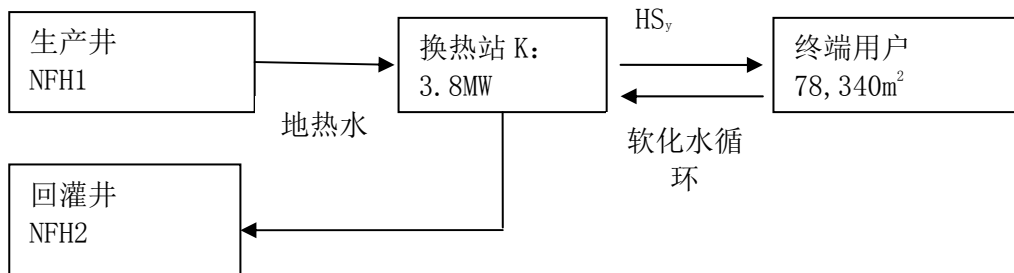 生产井
NFH1
换热站 K:
3.8MW
HSy
终端用户
78,340m²
地热水
软化水循
环
回灌井
NFH2